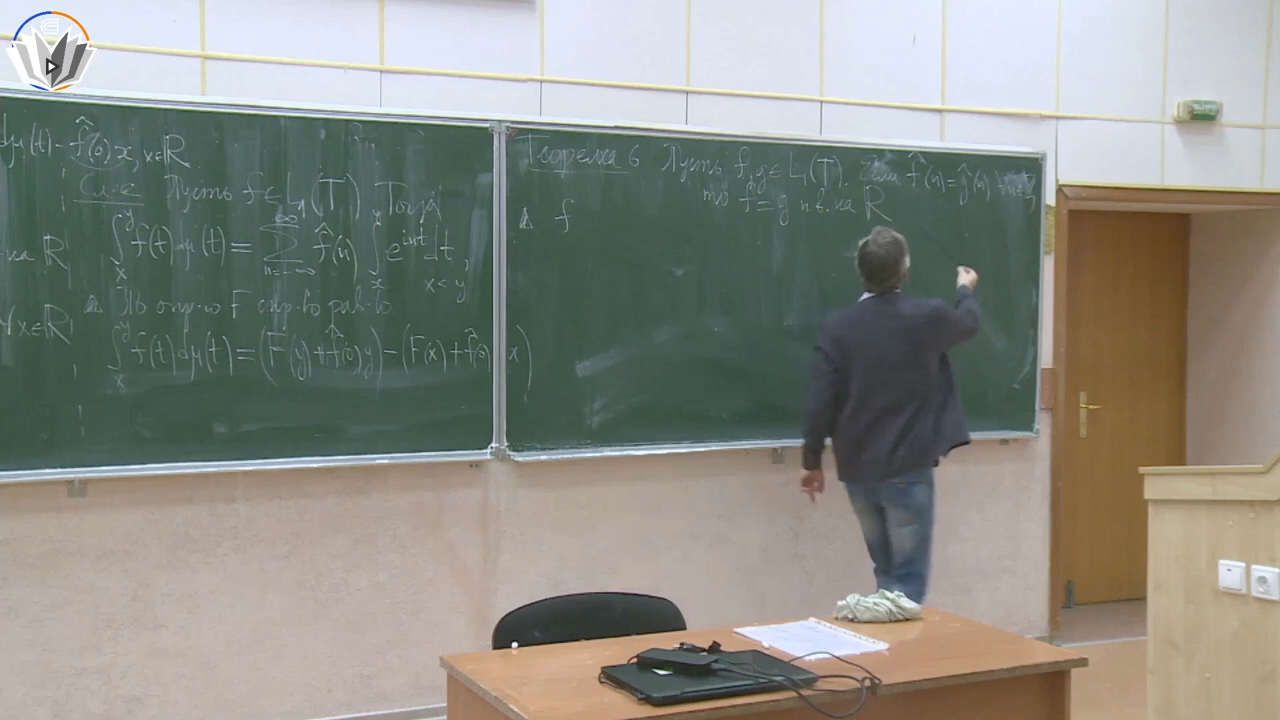 dμ(t) - f̂(0)x, x∈ℝ.
Сл-е Пусть f∈L₁(T) Тогда
∫ₓʸ f(t)dμ(t) = ∑ₙ₌₋∞^∞ f̂(n) ∫ₓʸ e^{int} dt,
x < y
на ℝ
Из опр-ю F спр-во рав-во
∀x∈ℝ
∫ₓʸ f(t)dμ(t) = (F(y) + f̂(0)y) - (F(x) + f̂(0)x)
Теорема 6 Пусть f, g ∈ L₁(T). Если f̂(n) = ĝ(n)
то f = g п.в. на ℝ
f